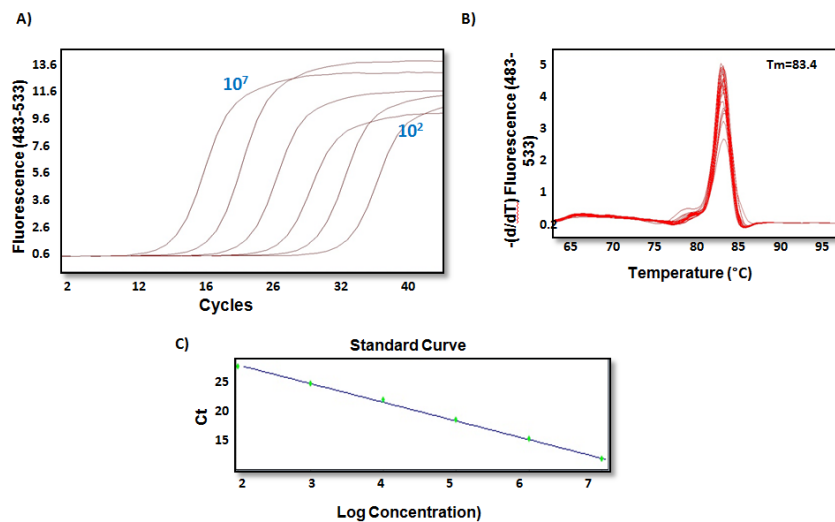 A)
Fluorescence (483-533)
13.6
11.6
9.6
7.6
5.6
2.6
0.6
10⁷
10²
2 12 16 26 32 40
Cycles
B)
-(d/dT) Fluorescence (483-
533)
5
4
3
2
1
0.2
Tm=83.4
65 70 75 80 85 90 95
Temperature (°C)
C)
Standard Curve
Ct
25
20
15
2 3 4 5 6 7
Log Concentration)